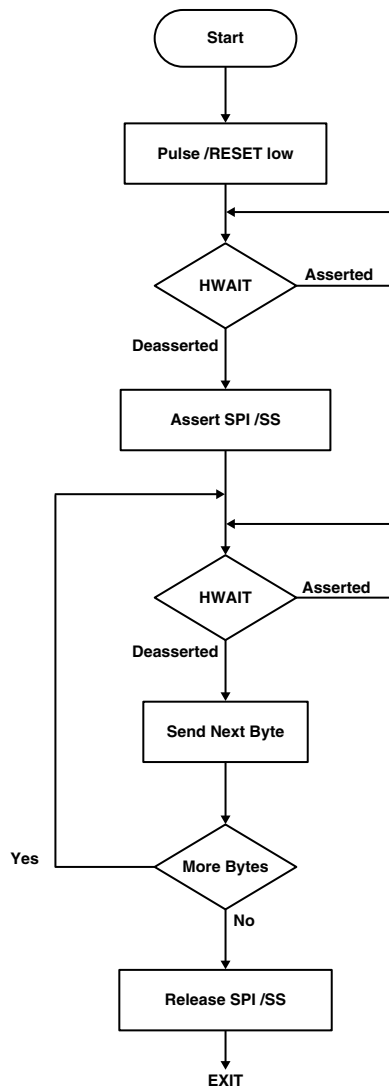 Start
Pulse /RESET low
HWAIT
Asserted
Deasserted
Assert SPI /SS
HWAIT
Asserted
Deasserted
Send Next Byte
Yes
More Bytes
No
Release SPI /SS
EXIT